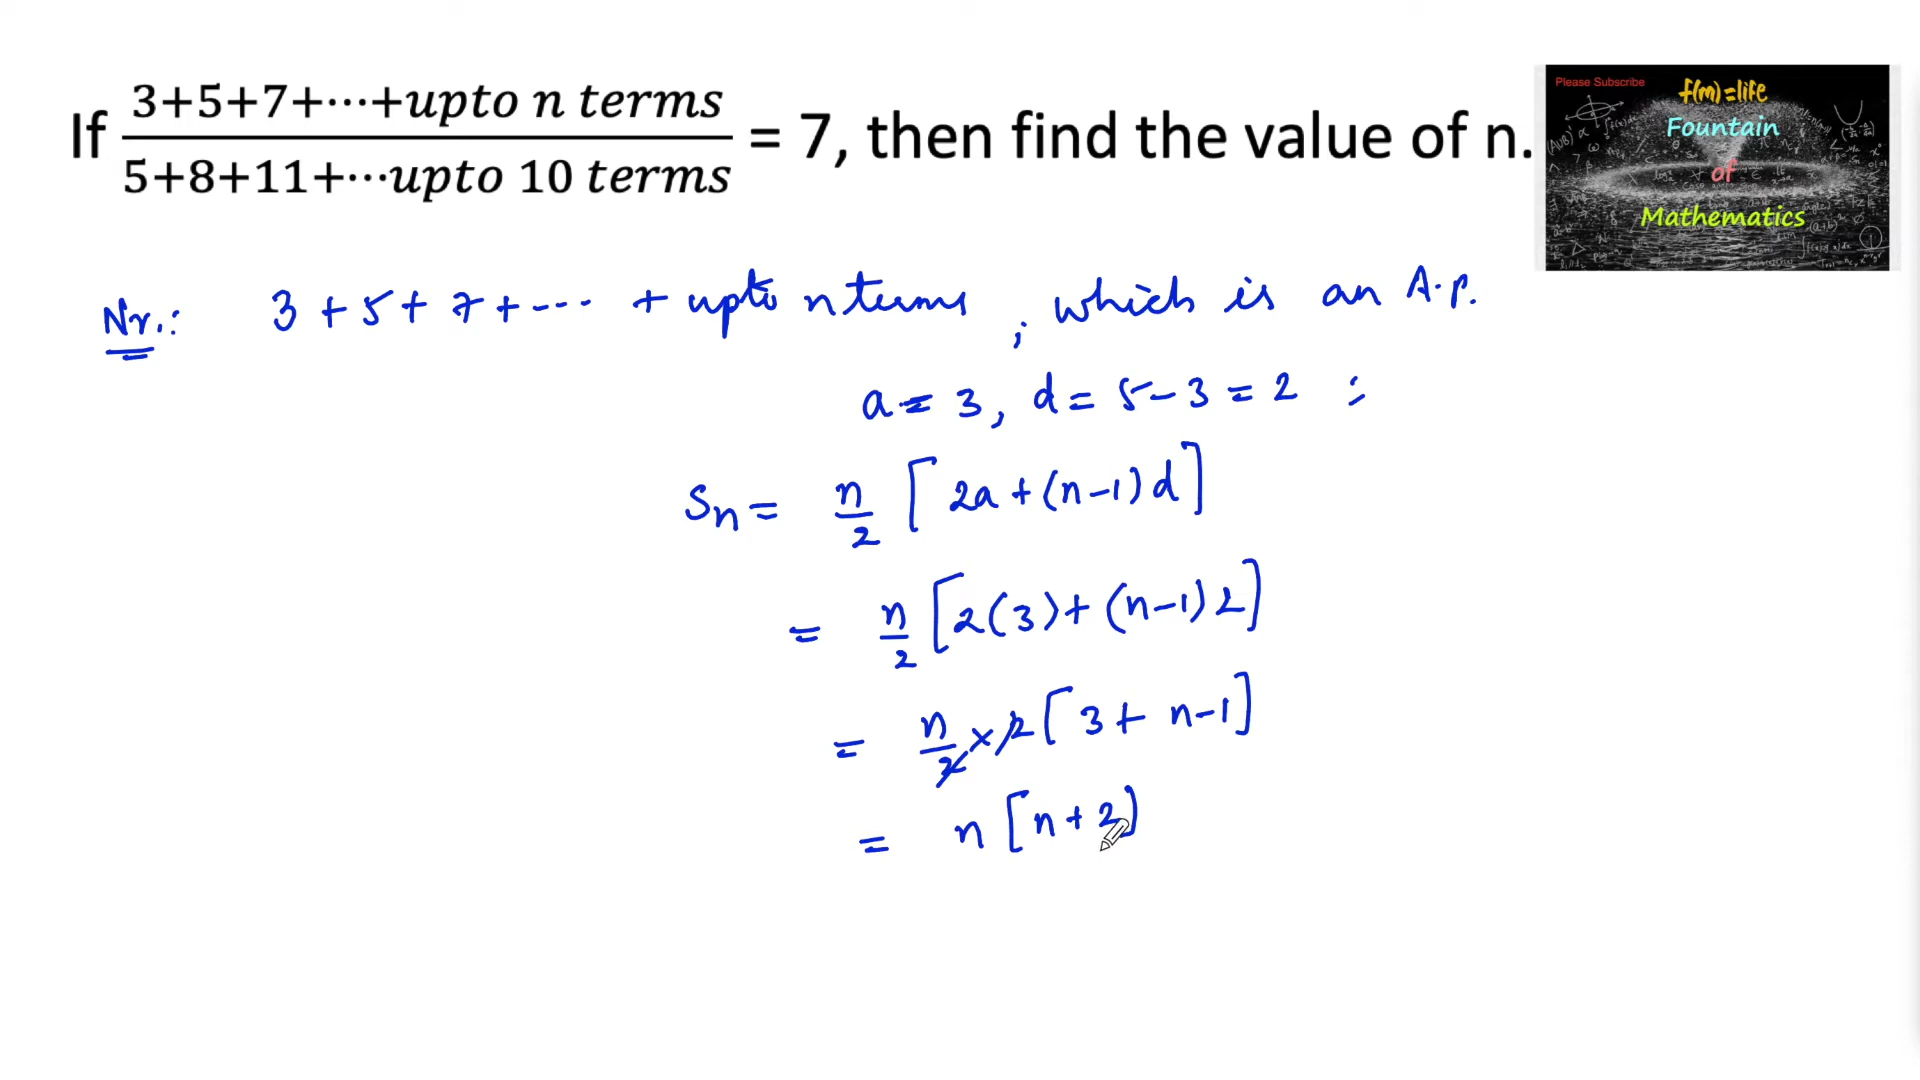 If (3+5+7+⋯+upto n terms)/(5+8+11+⋯upto 10 terms) = 7, then find the value of n.
Please Subscribe
f(m)=life
Fountain
of
Mathematics
Nr.: 3 + 5 + 7 + --- + upto n terms , which is an A.P.
a = 3, d = 5 - 3 = 2 :
Sn = n/2 [2a + (n-1) d]
= n/2 [2(3) + (n-1) 2]
= n/2 × 2 [3 + n-1]
= n [n + 2]